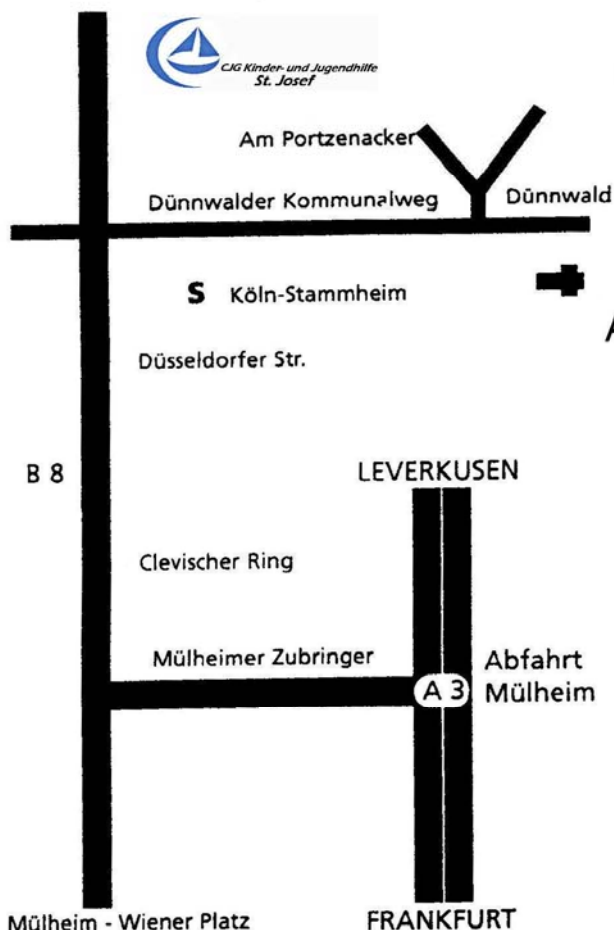 CJG Kinder- und Jugendhilfe
St. Josef
Am Portzenacker
Dünnwalder Kommunalweg
Dünnwald
S Köln-Stammheim
A
Düsseldorfer Str.
B 8
LEVERKUSEN
Clevischer Ring
Mülheimer Zubringer
A 3
Abfahrt
Mülheim
Mülheim - Wiener Platz
FRANKFURT